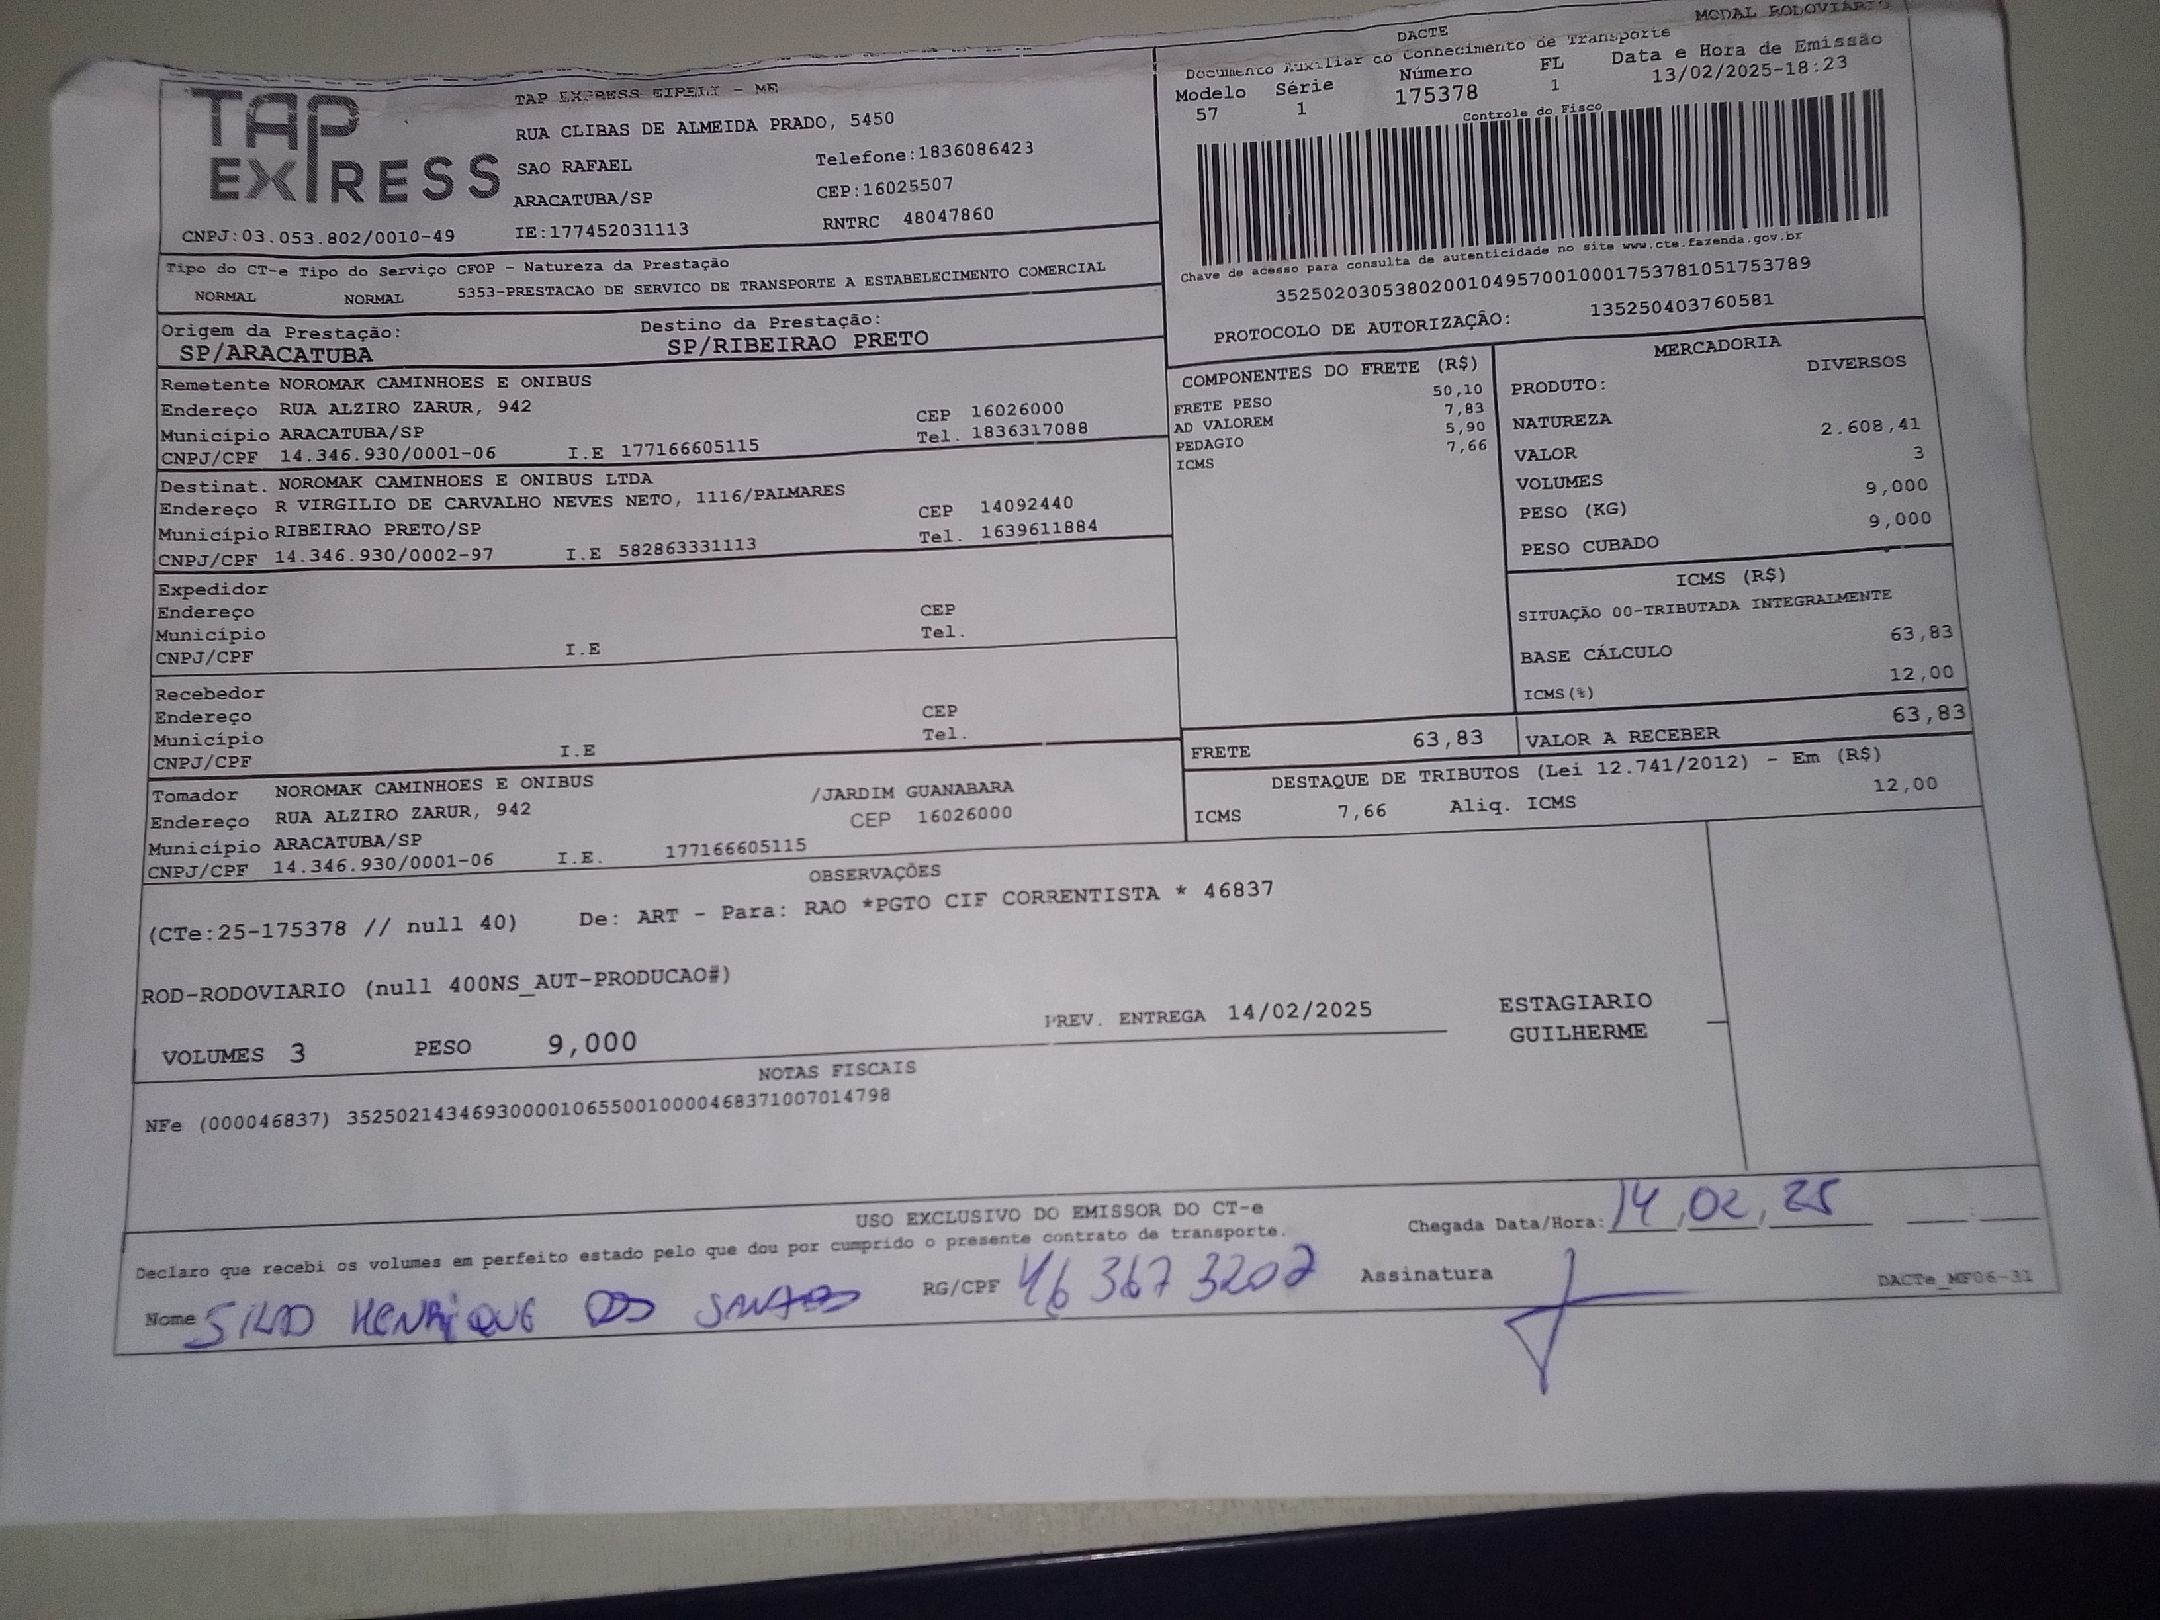 TAP
EXPRESS
TAP EXPRESS EIRELI - ME
RUA CLIBAS DE ALMEIDA PRADO, 5450
SAO RAFAEL Telefone:1836086423
ARACATUBA/SP CEP:16025507
CNPJ:03.053.802/0010-49 IE:177452031113 RNTRC 48047860
MODAL RODOVIÁRIO
DACTE
Documento Auxiliar co Conhecimento de Transporte
Modelo Série Número FL Data e Hora de Emissão
57 1 175378 1 13/02/2025-18:23
Controle do Fisco
Chave de acesso para consulta de autenticidade no site www.cte.fazenda.gov.br
35250203053802001049570010001753781051753789
PROTOCOLO DE AUTORIZAÇÃO: 135250403760581
Tipo do CT-e Tipo do Serviço CFOP - Natureza da Prestação
NORMAL NORMAL 5353-PRESTACAO DE SERVICO DE TRANSPORTE A ESTABELECIMENTO COMERCIAL
Origem da Prestação: Destino da Prestação:
SP/ARACATUBA SP/RIBEIRAO PRETO
Remetente NOROMAK CAMINHOES E ONIBUS
Endereço RUA ALZIRO ZARUR, 942 CEP 16026000
Município ARACATUBA/SP Tel. 1836317088
CNPJ/CPF 14.346.930/0001-06 I.E 177166605115
Destinat. NOROMAK CAMINHOES E ONIBUS LTDA
Endereço R VIRGILIO DE CARVALHO NEVES NETO, 1116/PALMARES CEP 14092440
Município RIBEIRAO PRETO/SP Tel. 1639611884
CNPJ/CPF 14.346.930/0002-97 I.E 582863331113
Expedidor
Endereço CEP
Município Tel.
CNPJ/CPF I.E
Recebedor
Endereço CEP
Município Tel.
CNPJ/CPF I.E
Tomador NOROMAK CAMINHOES E ONIBUS /JARDIM GUANABARA
Endereço RUA ALZIRO ZARUR, 942 CEP 16026000
Município ARACATUBA/SP
CNPJ/CPF 14.346.930/0001-06 I.E. 177166605115
COMPONENTES DO FRETE (R$)
FRETE PESO 50,10
AD VALOREM 7,83
PEDAGIO 5,90
ICMS 7,66
MERCADORIA
PRODUTO: DIVERSOS
NATUREZA
VALOR 2.608,41
VOLUMES 3
PESO (KG) 9,000
PESO CUBADO 9,000
ICMS (R$)
SITUAÇÃO 00-TRIBUTADA INTEGRALMENTE
BASE CÁLCULO 63,83
ICMS(%) 12,00
FRETE 63,83 VALOR A RECEBER 63,83
DESTAQUE DE TRIBUTOS (Lei 12.741/2012) - Em (R$)
ICMS 7,66 Aliq. ICMS 12,00
OBSERVAÇÕES
(CTe:25-175378 // null 40) De: ART - Para: RAO *PGTO CIF CORRENTISTA * 46837
ROD-RODOVIARIO (null 400NS_AUT-PRODUCAO#)
VOLUMES 3 PESO 9,000 PREV. ENTREGA 14/02/2025
ESTAGIARIO
GUILHERME
NOTAS FISCAIS
NFe (000046837) 35250214346930000106550010000468371007014798
USO EXCLUSIVO DO EMISSOR DO CT-e
Declaro que recebi os volumes em perfeito estado pelo que dou por cumprido o presente contrato de transporte.
Chegada Data/Hora: 14/02/25 :
Nome HENRIQUE DOS SANTOS RG/CPF 46 367 3202 Assinatura
DACTe_MF06-31